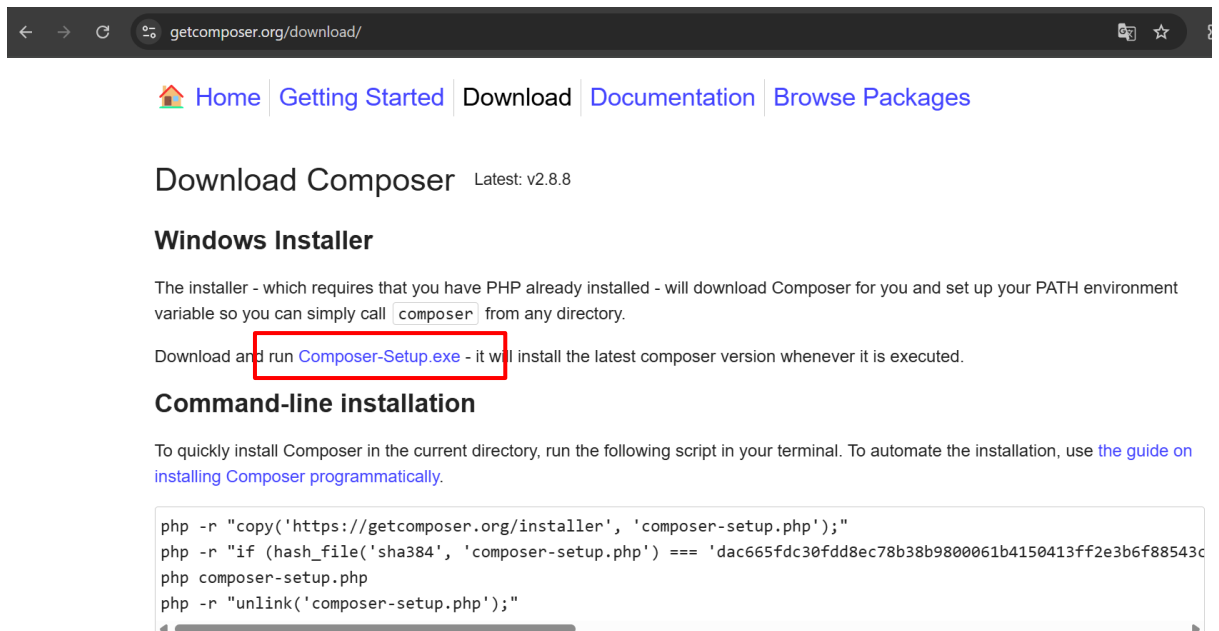 getcomposer.org/download/
Home Getting Started Download Documentation Browse Packages
Download Composer Latest: v2.8.8
Windows Installer
The installer - which requires that you have PHP already installed - will download Composer for you and set up your PATH environment
variable so you can simply call composer from any directory.
Download and run Composer-Setup.exe - it will install the latest composer version whenever it is executed.
Command-line installation
To quickly install Composer in the current directory, run the following script in your terminal. To automate the installation, use the guide on
installing Composer programmatically.
php -r "copy('https://getcomposer.org/installer', 'composer-setup.php');"
php -r "if (hash_file('sha384', 'composer-setup.php') === 'dac665fdc30fdd8ec78b38b9800061b4150413ff2e3b6f88543c
php composer-setup.php
php -r "unlink('composer-setup.php');"